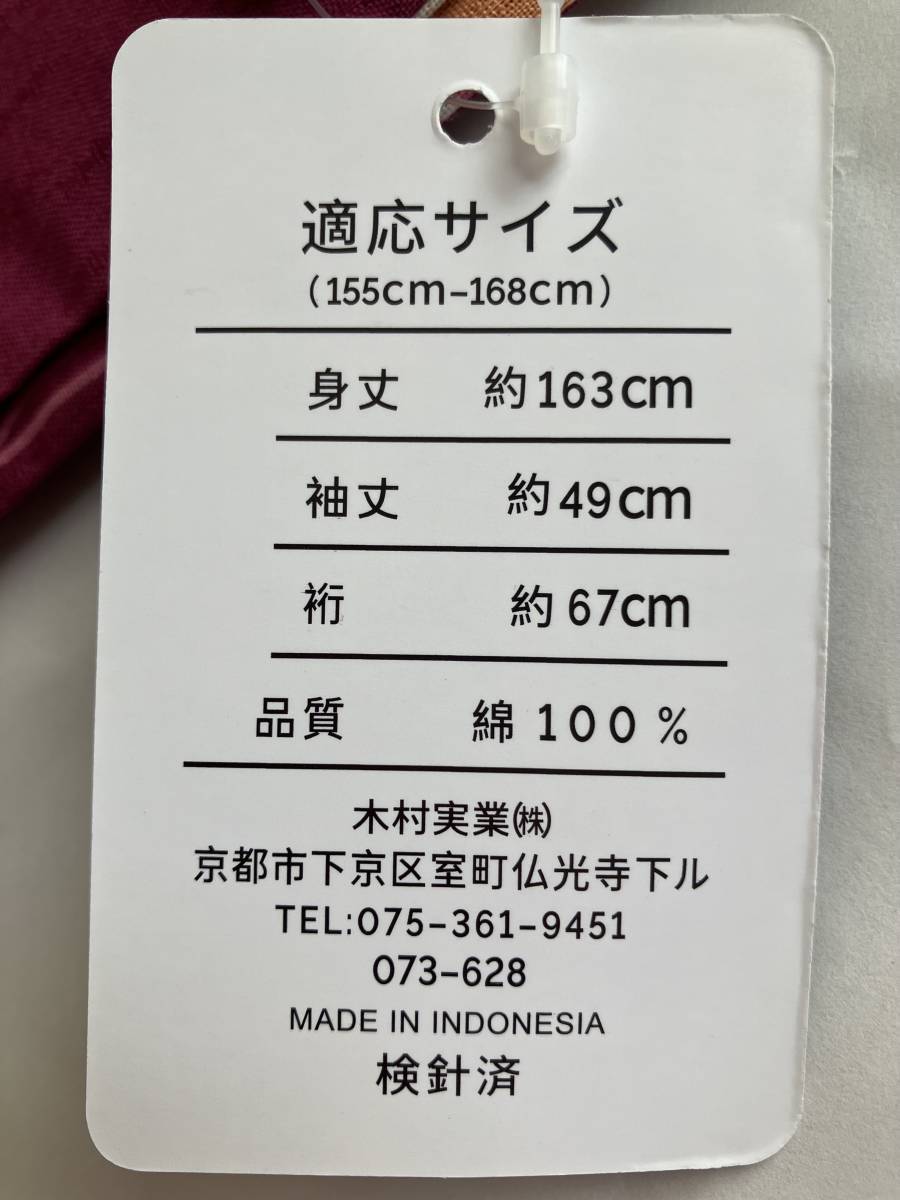 適応サイズ
(155cm-168cm)
身丈 約163cm
袖丈 約49cm
裄 約67cm
品質 綿100%
木村実業㈱
京都市下京区室町仏光寺下ル
TEL:075-361-9451
073-628
MADE IN INDONESIA
検針済